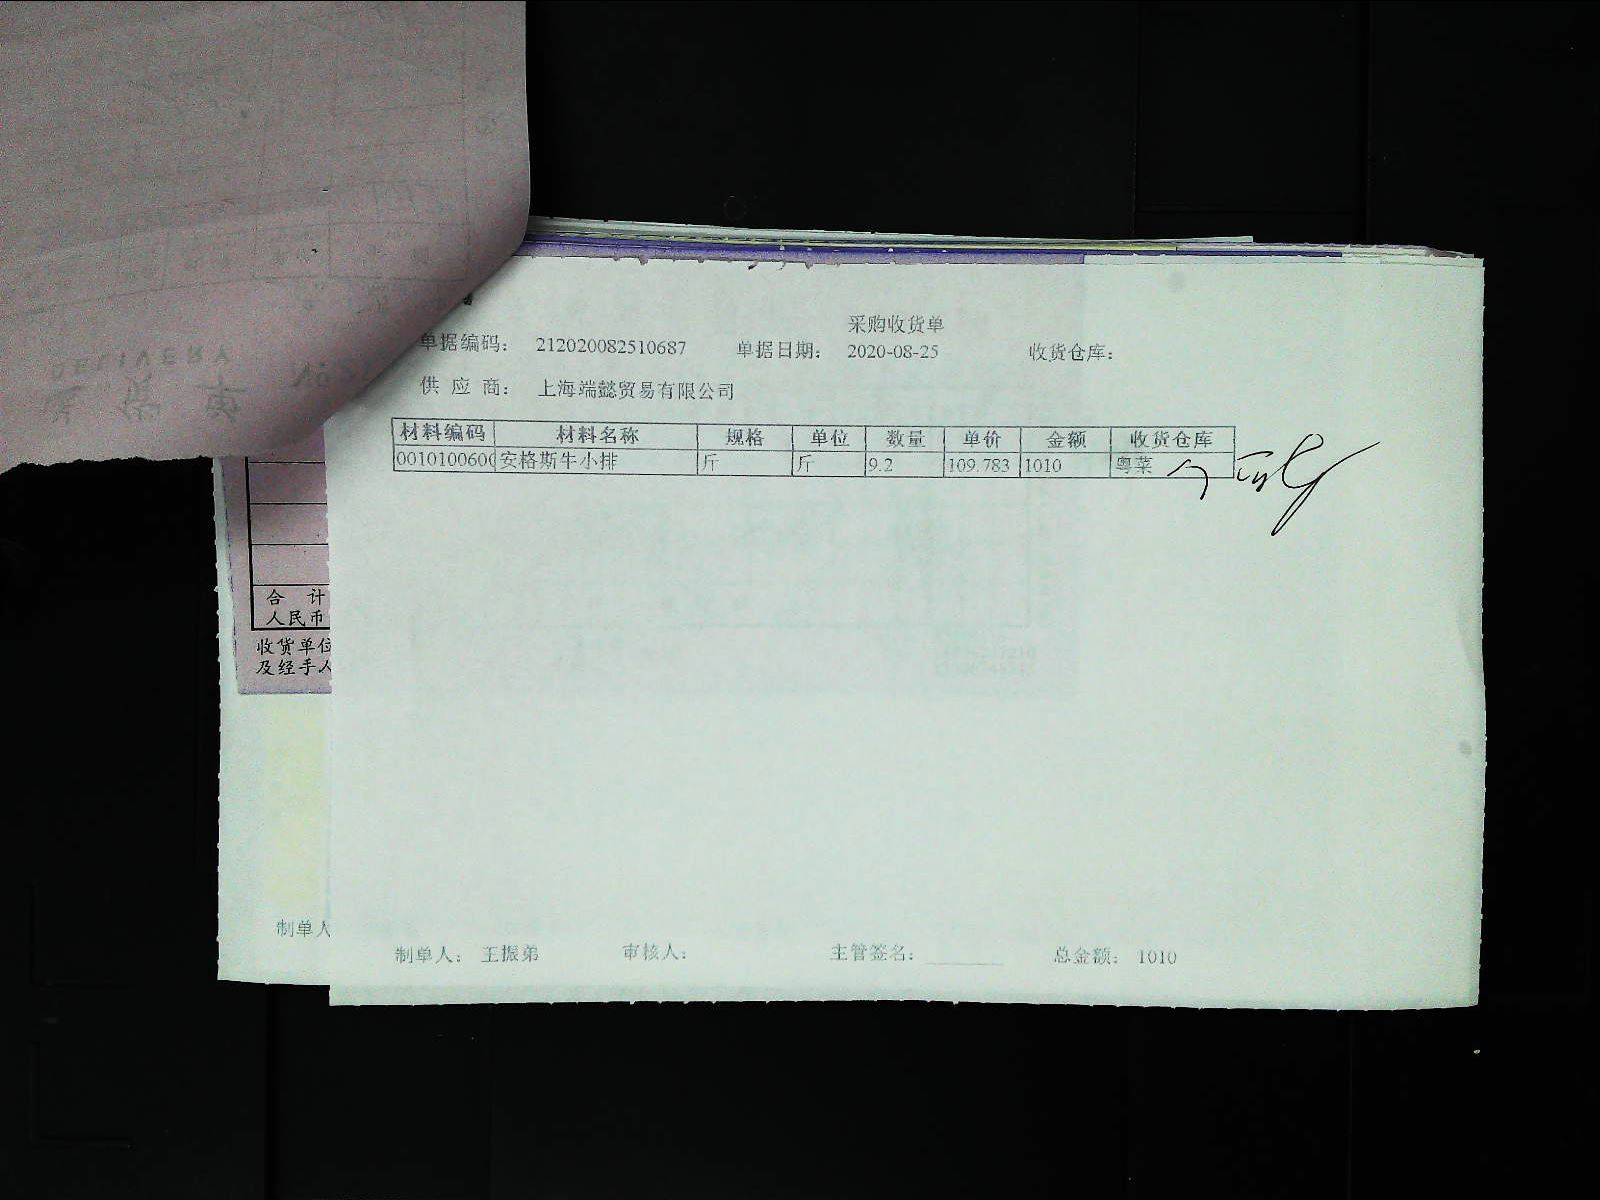 采购收货单
单据编码： 212020082510687 单据日期： 2020-08-25 收货仓库：
供 应 商： 上海端懿贸易有限公司
材料编码 材料名称 规格 单位 数量 单价 金额 收货仓库
0010100600 安格斯牛小排 斤 斤 9.2 109.783 1010 粤菜
合 计
人民币
收货单位
及经手人
制单人
制单人： 王振弟 审核人： 主管签名： 总金额： 1010
DELIVERY